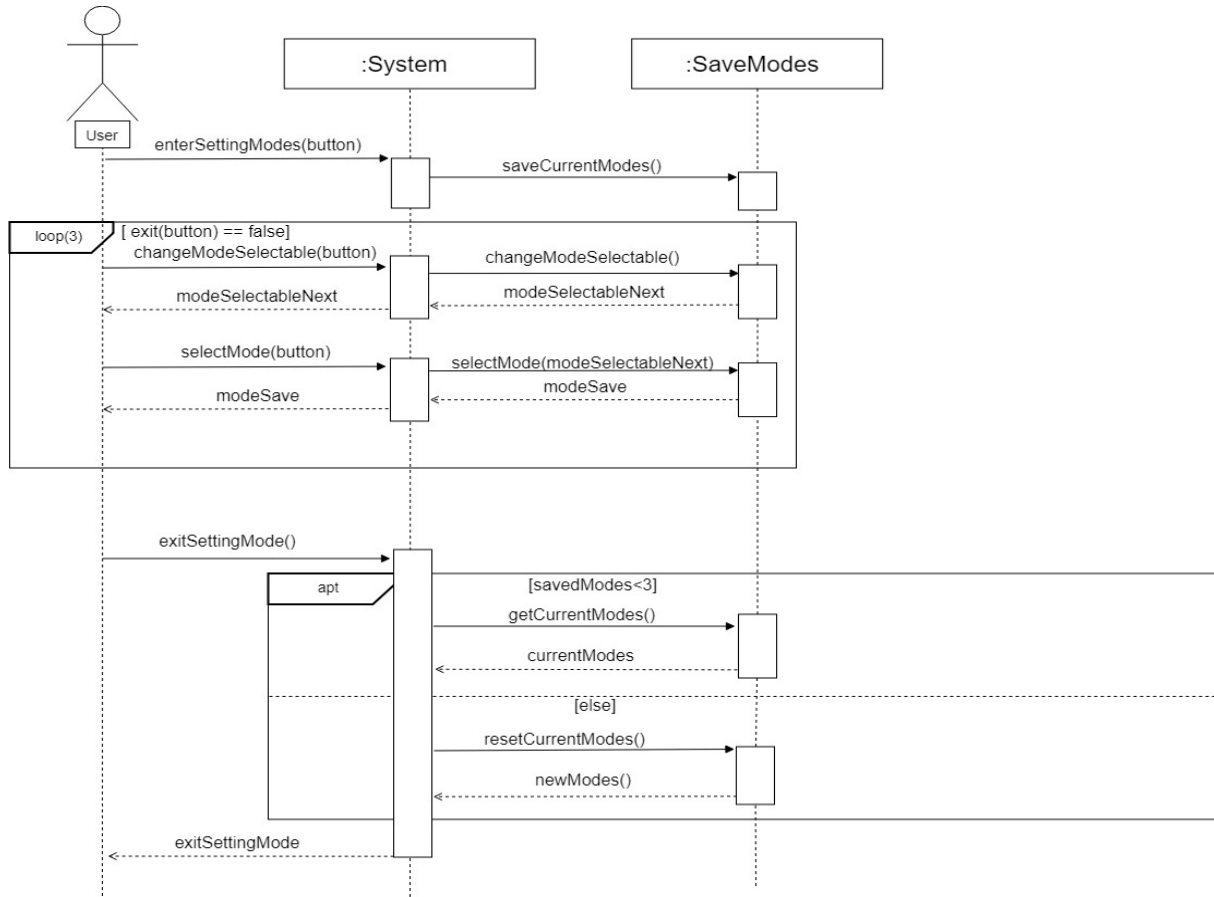 :System
:SaveModes
User
enterSettingModes(button)
saveCurrentModes()
loop(3)
[ exit(button) == false]
changeModeSelectable(button)
changeModeSelectable()
modeSelectableNext
modeSelectableNext
selectMode(button)
selectMode(modeSelectableNext)
modeSave
modeSave
exitSettingMode()
apt
[savedModes<3]
getCurrentModes()
currentModes
[else]
resetCurrentModes()
newModes()
exitSettingMode